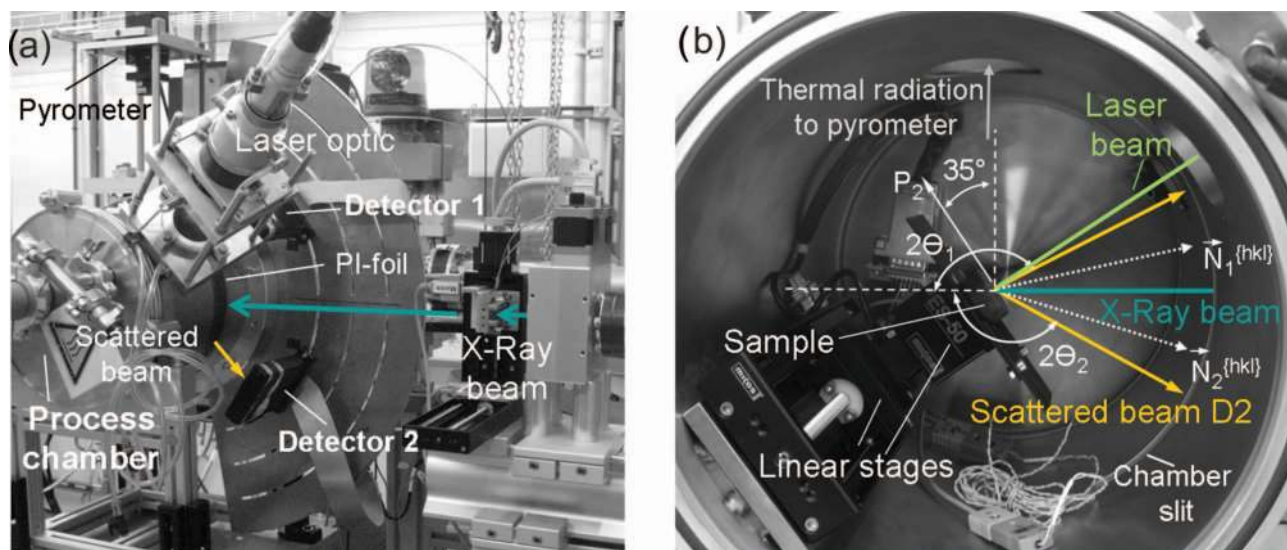 (a)
Pyrometer
Laser optic
Detector 1
PI-foil
Scattered
beam
X-Ray
beam
Process
chamber
Detector 2
(b)
Thermal radiation
to pyrometer
Laser
beam
P₂
35°
2Θ₁
N₁{hkl}
X-Ray beam
Sample
2Θ₂
N₂{hkl}
Scattered beam D2
Linear stages
Chamber
slit